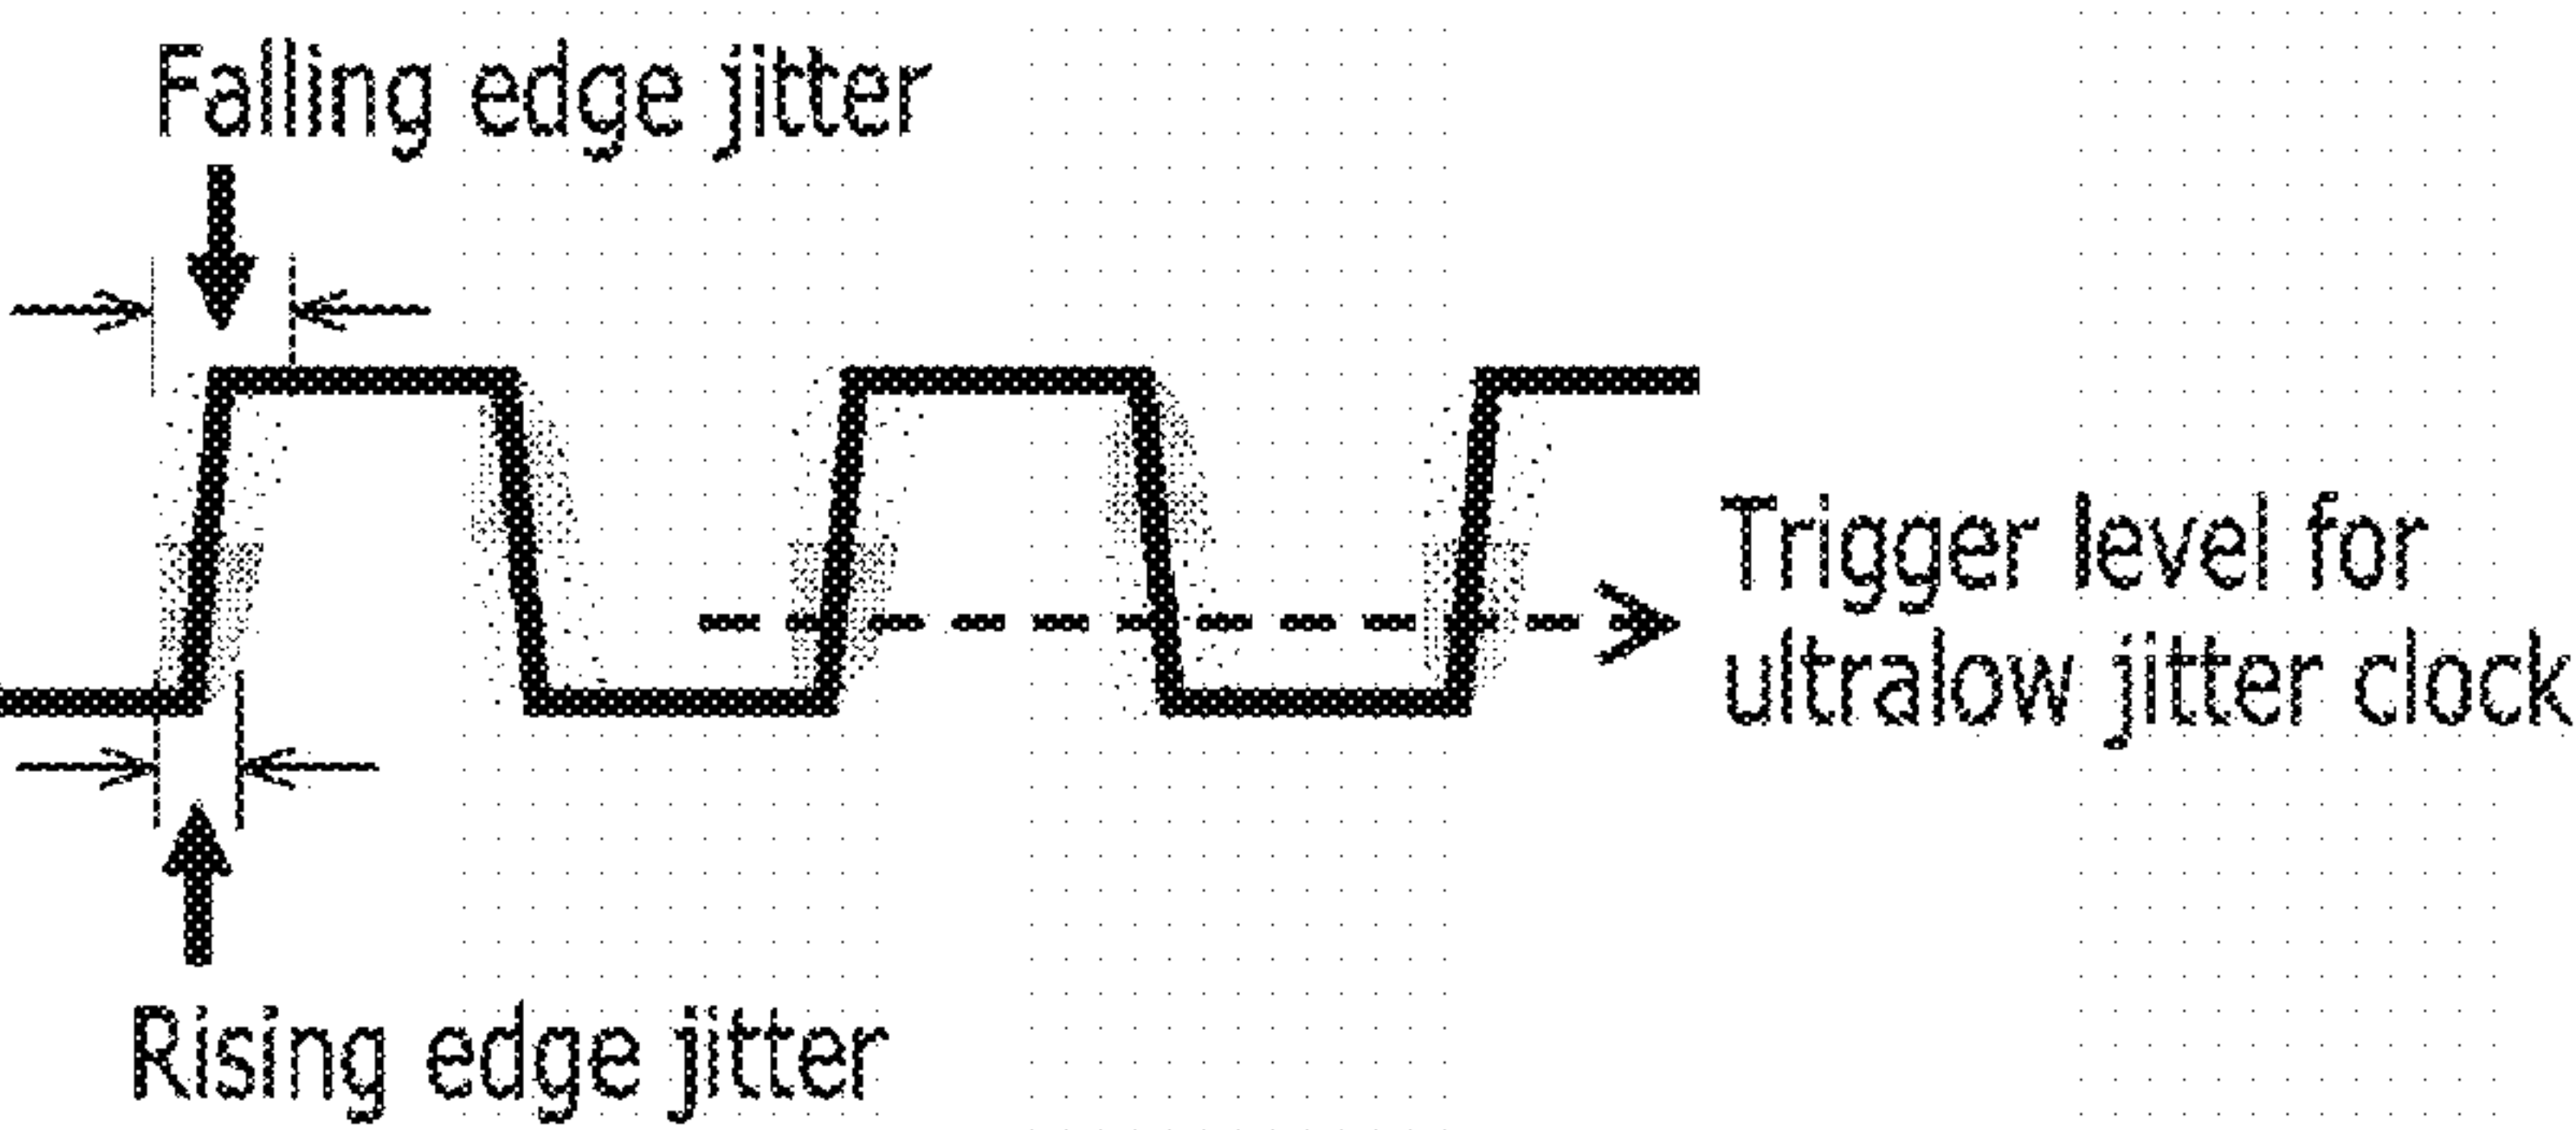 Falling edge jitter
Trigger level for
ultralow jitter clock
Rising edge jitter